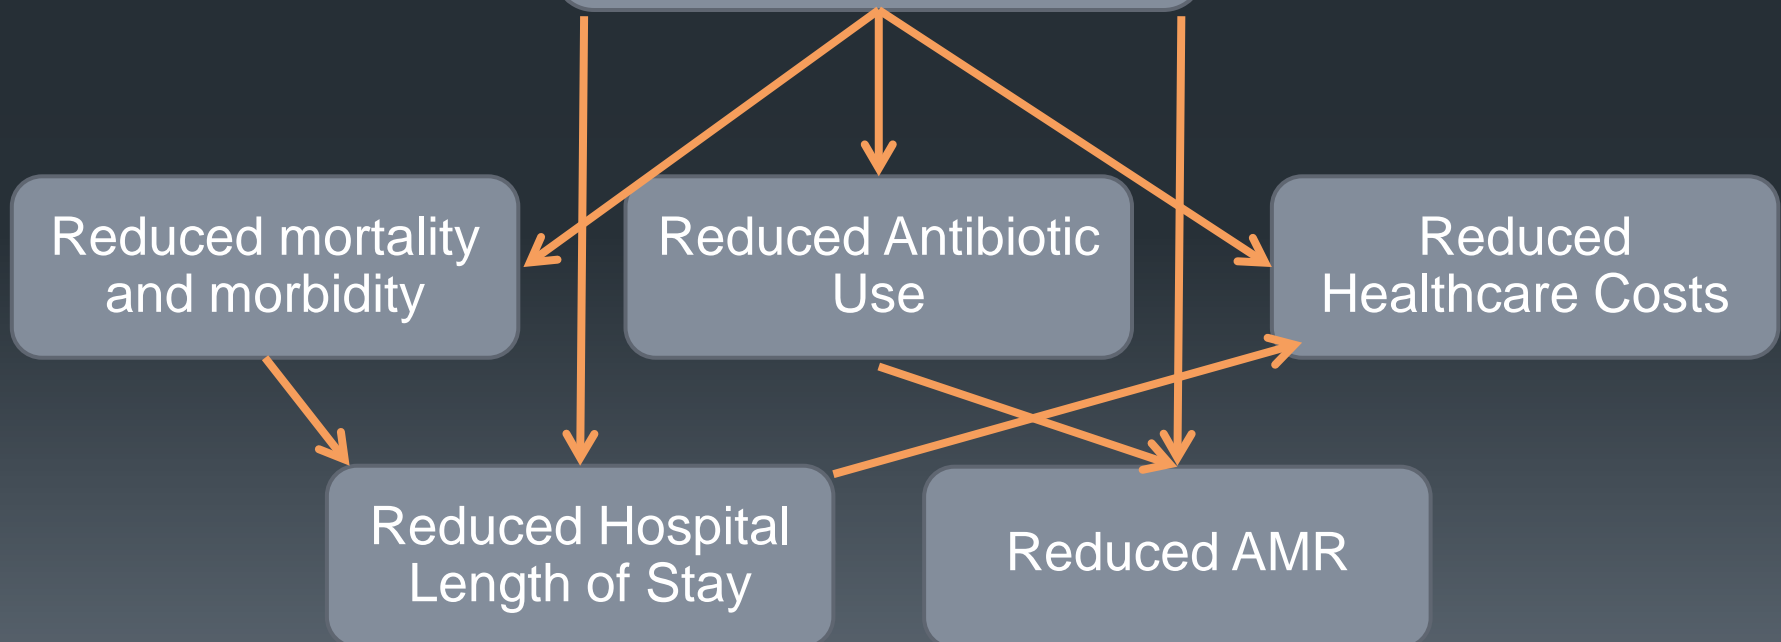 Reduced mortality
and morbidity
Reduced Antibiotic
Use
Reduced
Healthcare Costs
Reduced Hospital
Length of Stay
Reduced AMR